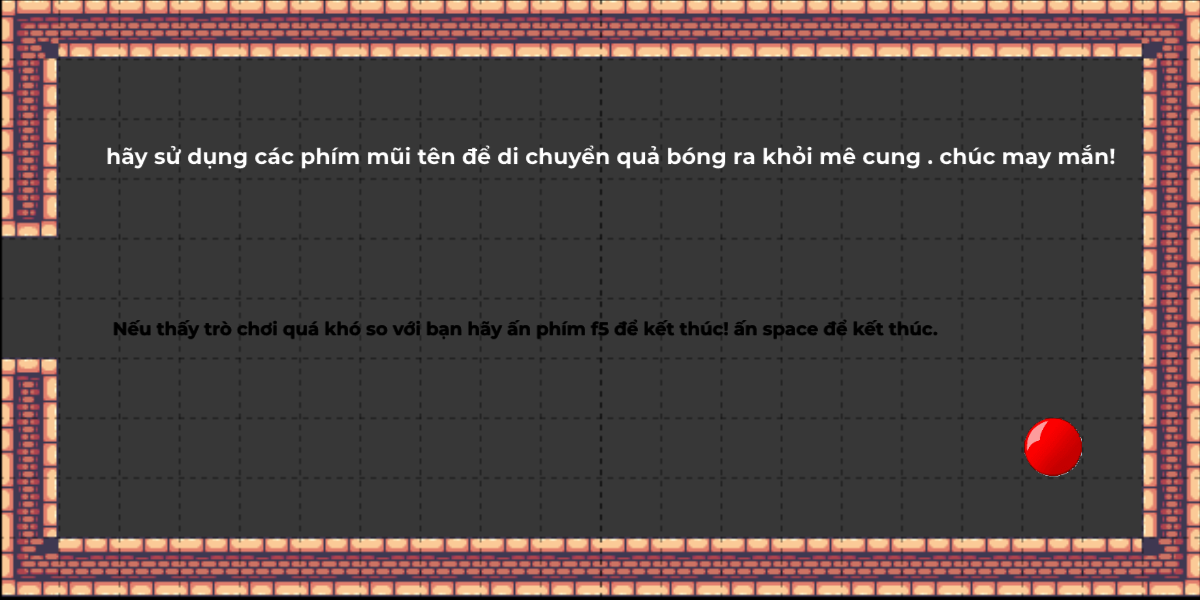 hãy sử dụng các phím mũi tên để di chuyển quả bóng ra khỏi mê cung . chúc may mắn!
Nếu thấy trò chơi quá khó so với bạn hãy ấn phím f5 để kết thúc! ấn space để kết thúc.